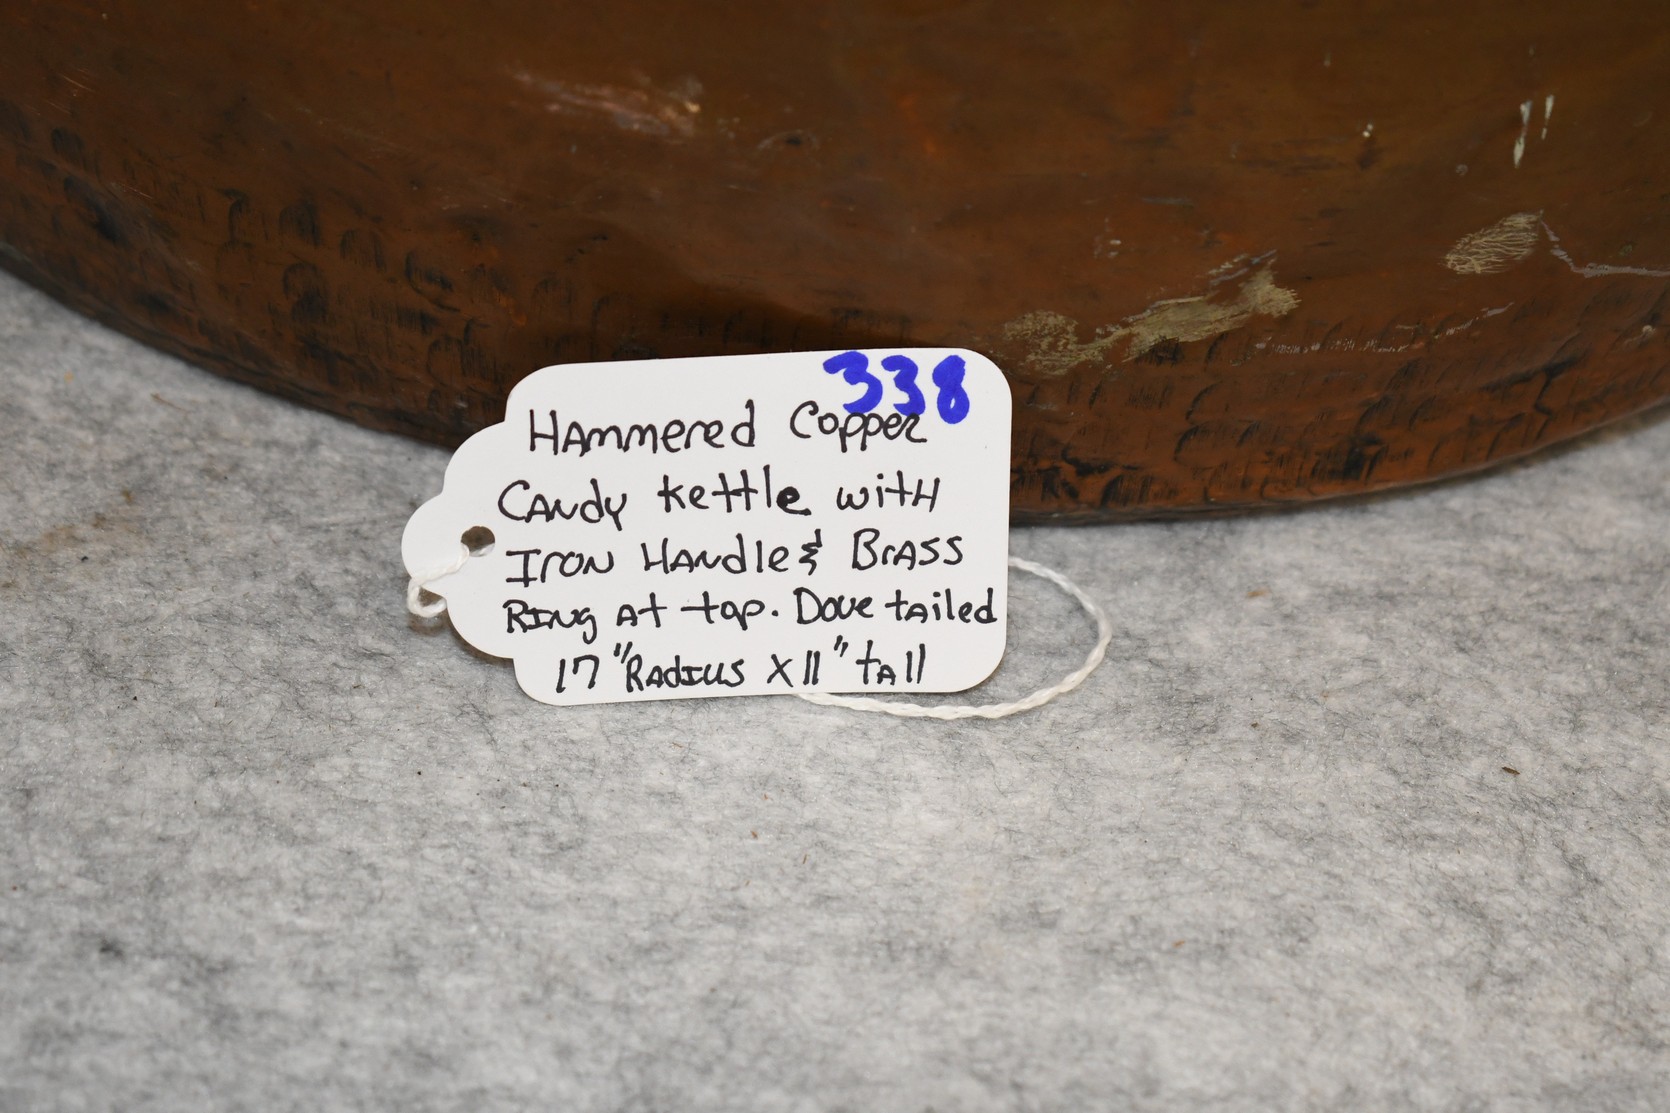 338
Hammered Copper
Candy kettle with
Iron Handle & Brass
Ring at top. Dove tailed
17" Radius x 11" tall